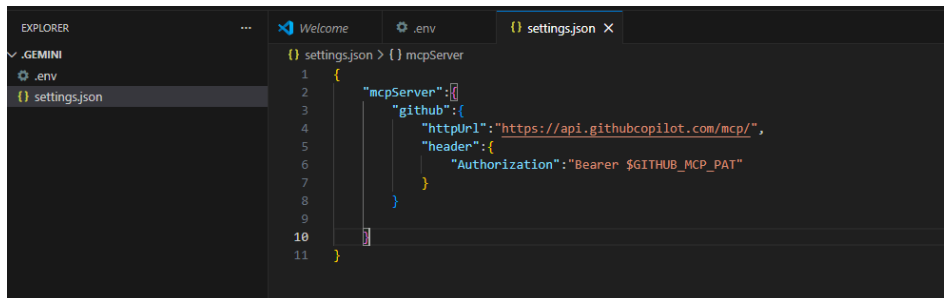 EXPLORER ...
Welcome
.env
{} settings.json ×
.GEMINI
.env
{} settings.json
{} settings.json > {} mcpServer
1 {
2 "mcpServer":{
3 "github":{
4 "httpUrl":"https://api.githubcopilot.com/mcp/",
5 "header":{
6 "Authorization":"Bearer $GITHUB_MCP_PAT"
7 }
8 }
9
10 }
11 }